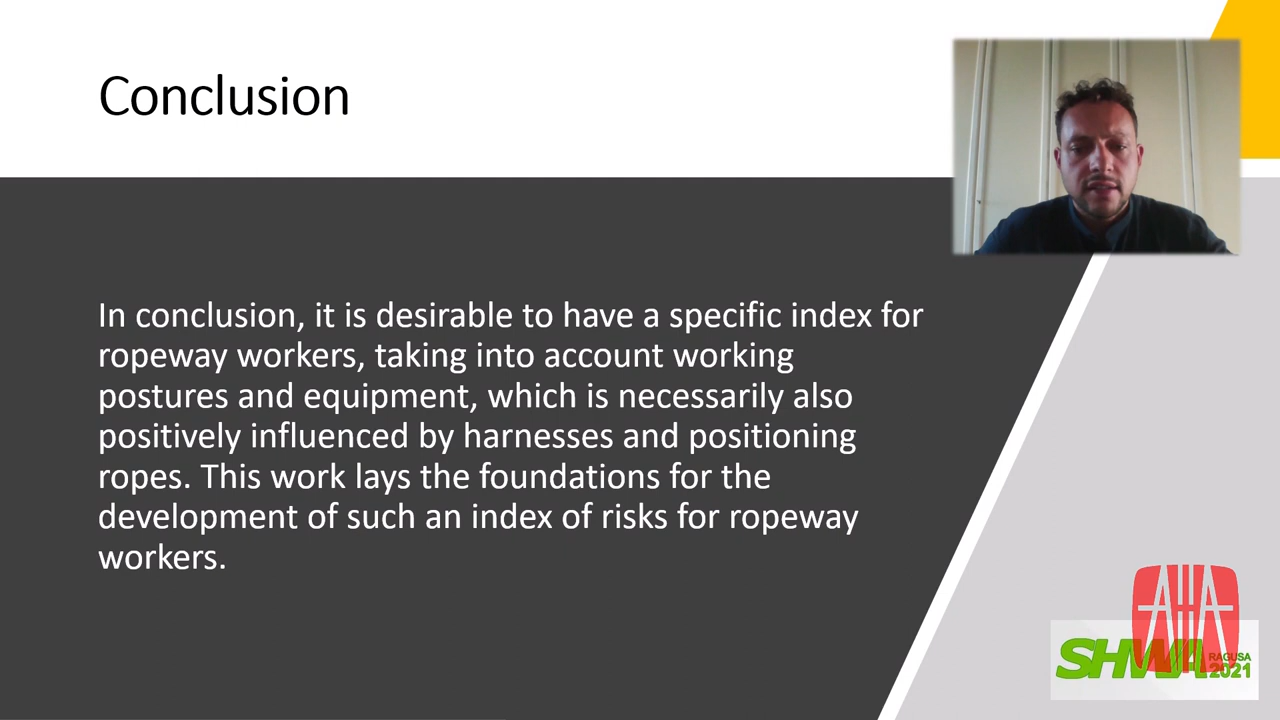 Conclusion
In conclusion, it is desirable to have a specific index for
ropeway workers, taking into account working
postures and equipment, which is necessarily also
positively influenced by harnesses and positioning
ropes. This work lays the foundations for the
development of such an index of risks for ropeway
workers.
AIIA
SHWA
RAGUSA
2021